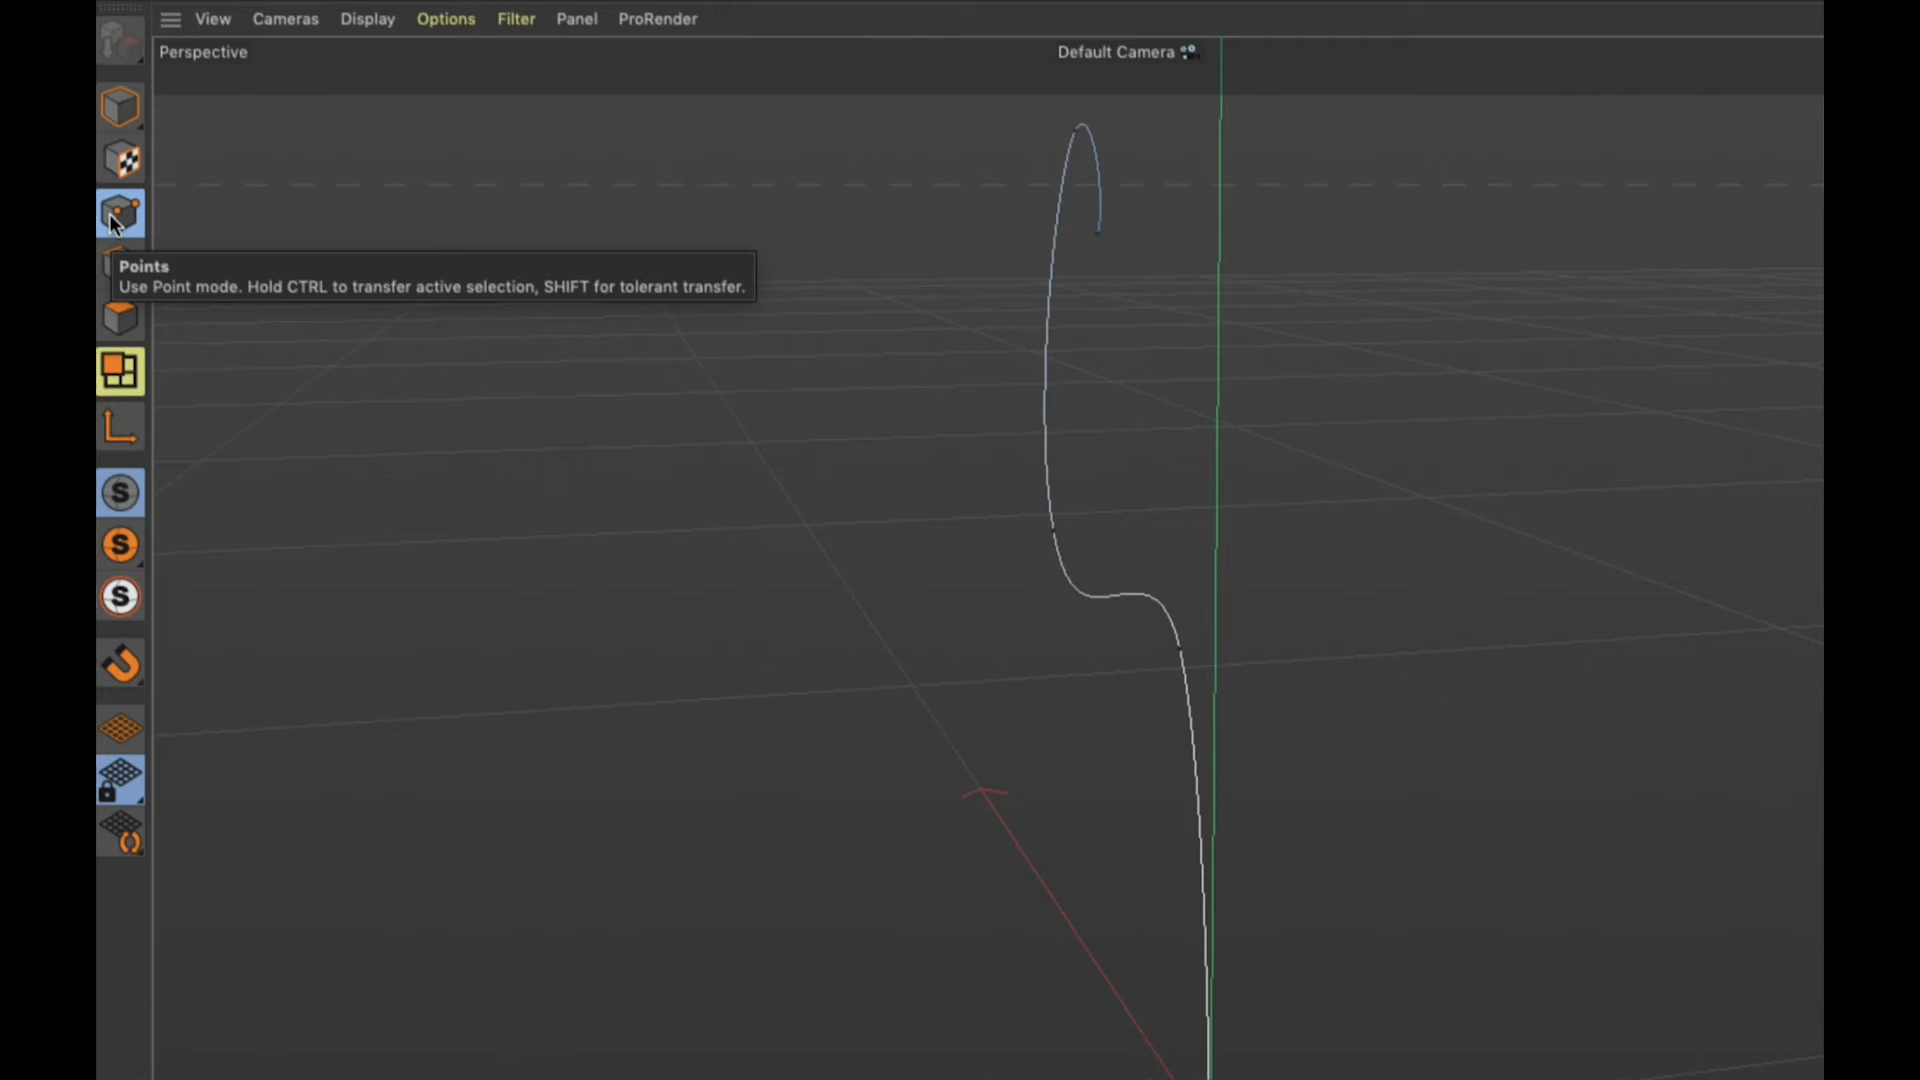 View Cameras Display Options Filter Panel ProRender
Perspective
Default Camera
Points
Use Point mode. Hold CTRL to transfer active selection, SHIFT for tolerant transfer.
S
S
S